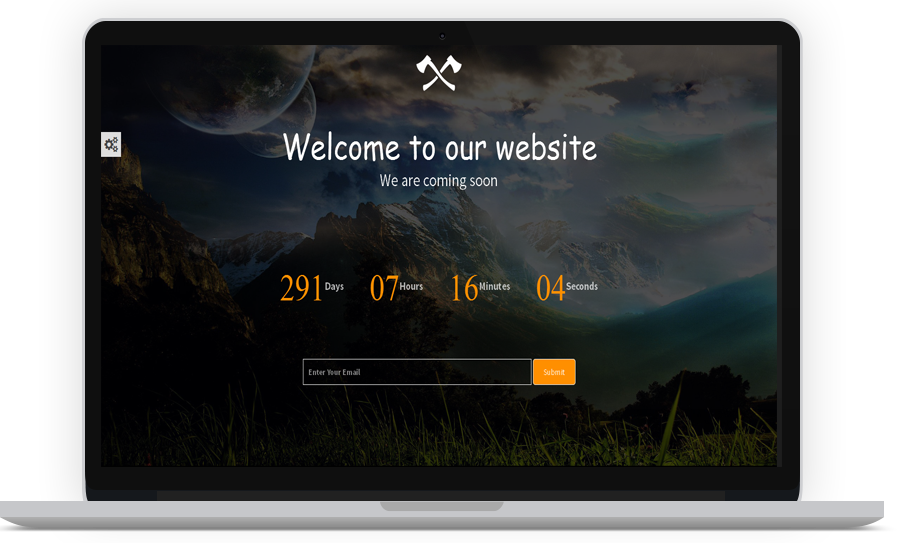 Welcome to our website
We are coming soon
291 Days 07 Hours 16 Minutes 04 Seconds
Enter Your Email Submit